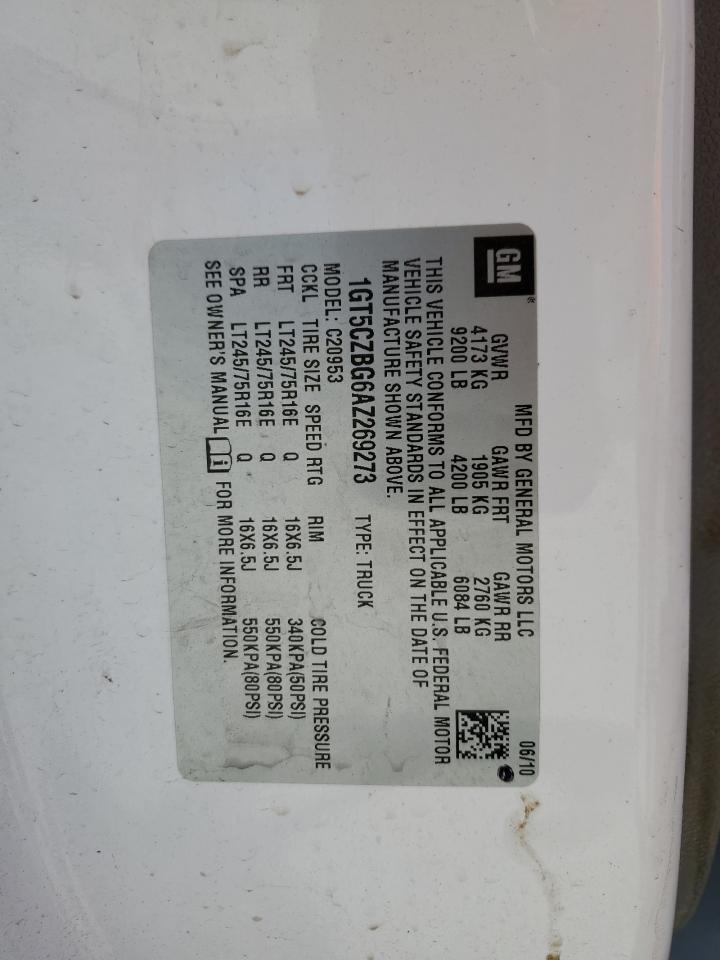 GM®
MFD BY GENERAL MOTORS LLC 06/10
GVWR GAWR FRT GAWR RR
4173 KG 1905 KG 2760 KG
9200 LB 4200 LB 6084 LB
THIS VEHICLE CONFORMS TO ALL APPLICABLE U.S. FEDERAL MOTOR
VEHICLE SAFETY STANDARDS IN EFFECT ON THE DATE OF
MANUFACTURE SHOWN ABOVE.
1GT5CZBG6AZ269273 TYPE: TRUCK
MODEL: C20953
CCKL TIRE SIZE SPEED RTG RIM COLD TIRE PRESSURE
FRT LT245/75R16E Q 16X6.5J 340KPA(50PSI)
RR LT245/75R16E Q 16X6.5J 550KPA(80PSI)
SPA LT245/75R16E Q 16X6.5J 550KPA(80PSI)
SEE OWNER'S MANUAL i FOR MORE INFORMATION.